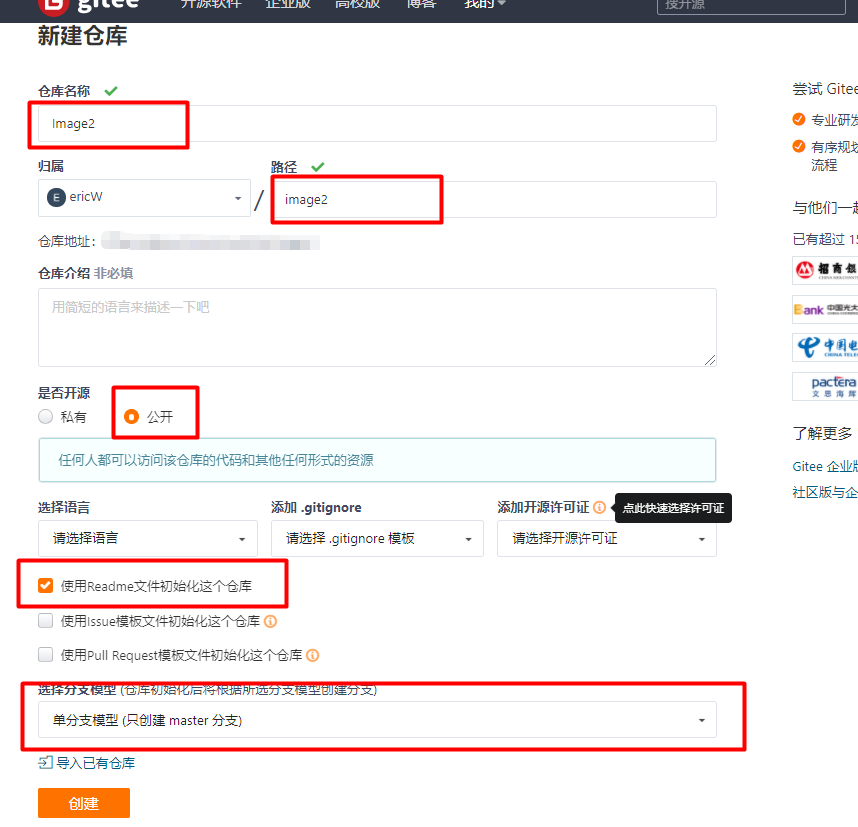 gitee 开源软件 企业版 高校版 博客 我的 搜开源
新建仓库
仓库名称
Image2
归属 路径
E ericW / image2
仓库地址:
仓库介绍 非必填
用简短的语言来描述一下吧
是否开源
私有 公开
任何人都可以访问该仓库的代码和其他任何形式的资源
选择语言 添加 .gitignore 添加开源许可证 点此快速选择许可证
请选择语言 请选择 .gitignore 模板 请选择开源许可证
使用Readme文件初始化这个仓库
使用Issue模板文件初始化这个仓库
使用Pull Request模板文件初始化这个仓库
选择分支模型 (仓库初始化后将根据所选分支模型创建分支)
单分支模型 (只创建 master 分支)
导入已有仓库
创建
尝试 Gitee
专业研发
有序规划
流程
与他们一起
已有超过 15
招商银
Bank 中国光大
中国电
CHINA TELE
pactera
文思海辉
了解更多
Gitee 企业版
社区版与企